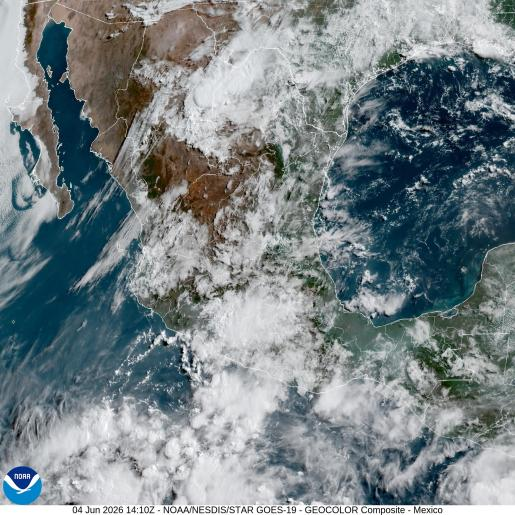 NOAA
04 Jun 2026 14:10Z - NOAA/NESDIS/STAR GOES-19 - GEOCOLOR Composite - Mexico